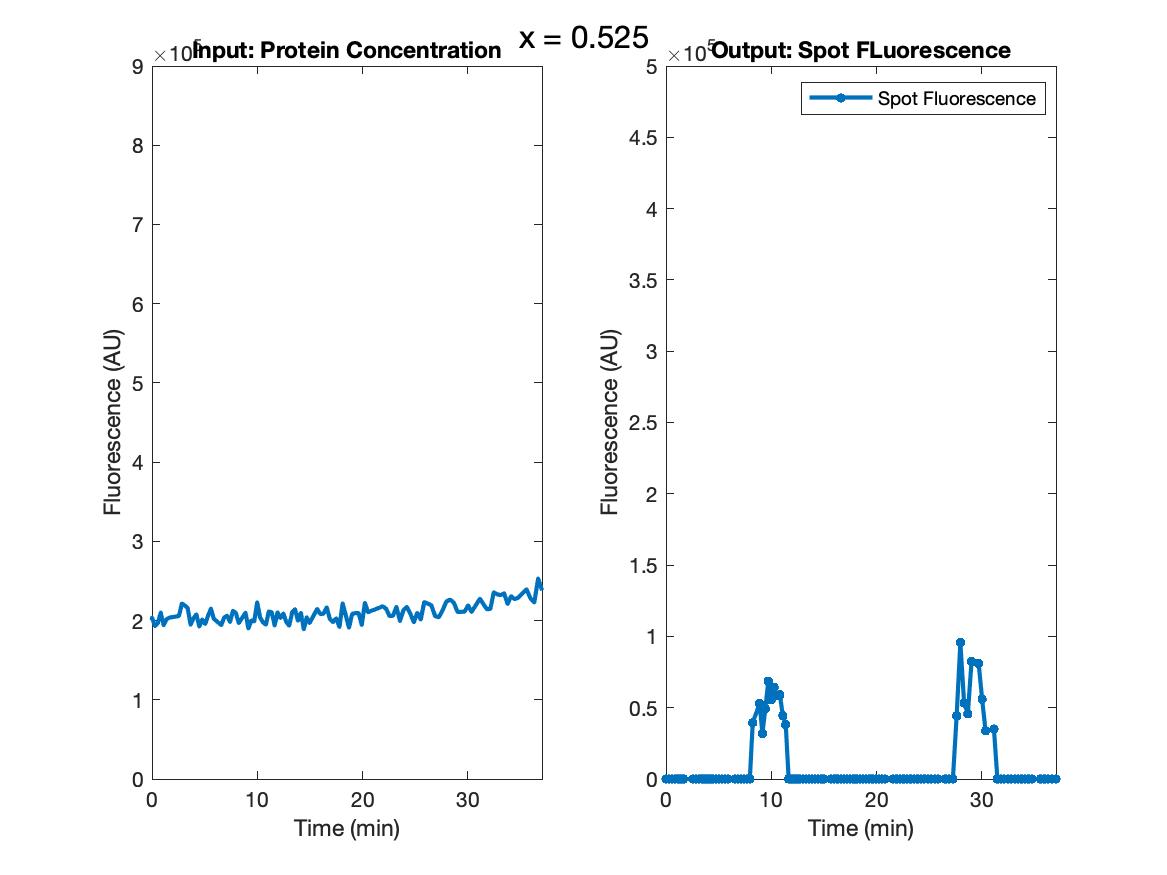 x = 0.525
×10⁵
Input: Protein Concentration
9
8
7
6
5
4
3
2
1
0
0 10 20 30
Fluorescence (AU)
Time (min)
×10⁵
Output: Spot FLuorescence
Spot Fluorescence
5
4.5
4
3.5
3
2.5
2
1.5
1
0.5
0
0 10 20 30
Fluorescence (AU)
Time (min)